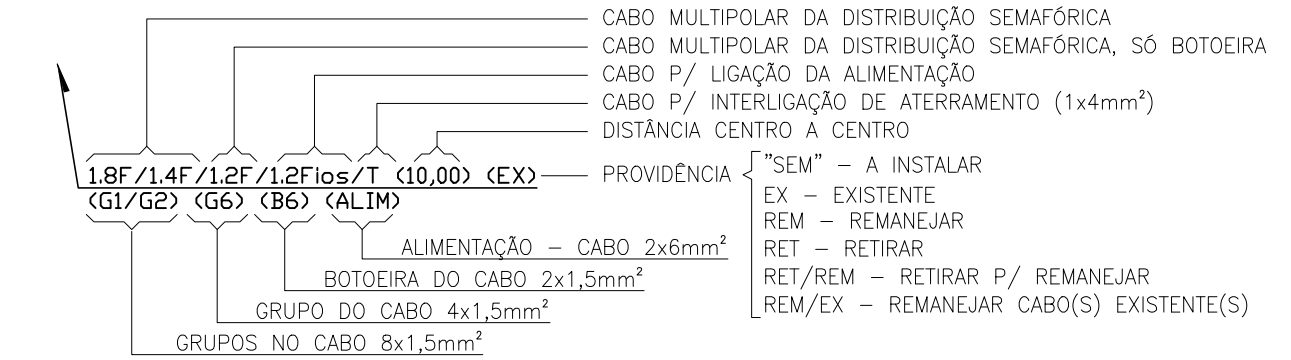 CABO MULTIPOLAR DA DISTRIBUIÇÃO SEMAFÓRICA
CABO MULTIPOLAR DA DISTRIBUIÇÃO SEMAFÓRICA, SÓ BOTOEIRA
CABO P/ LIGAÇÃO DA ALIMENTAÇÃO
CABO P/ INTERLIGAÇÃO DE ATERRAMENTO (1x4mm²)
DISTÂNCIA CENTRO A CENTRO
1.8F/1.4F/1.2F/1.2Fios/T (10,00) (EX)
(G1/G2) (G6) (B6) (ALIM)
PROVIDÊNCIA
"SEM" – A INSTALAR
EX – EXISTENTE
REM – REMANEJAR
RET – RETIRAR
RET/REM – RETIRAR P/ REMANEJAR
REM/EX – REMANEJAR CABO(S) EXISTENTE(S)
ALIMENTAÇÃO – CABO 2x6mm²
BOTOEIRA DO CABO 2x1,5mm²
GRUPO DO CABO 4x1,5mm²
GRUPOS NO CABO 8x1,5mm²